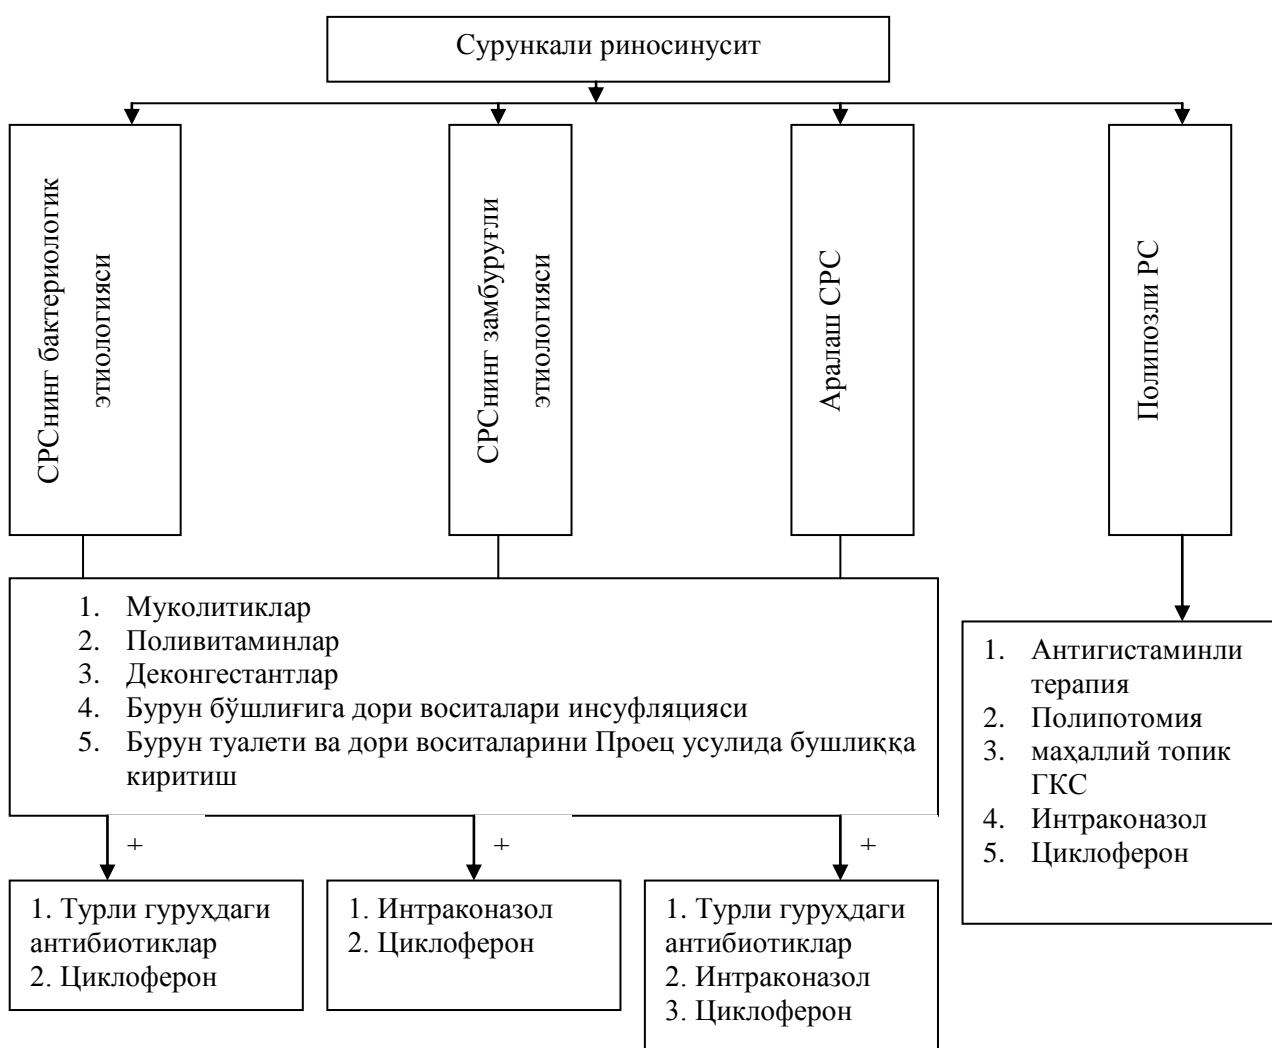 Сурункали риносинусит
СРСнинг бактериологик
этиологияси
СРСнинг замбуруғли
этиологияси
Аралаш СРС
Полипозли РС
1. Муколитиклар
2. Поливитаминлар
3. Деконгестантлар
4. Бурун бўшлиғига дори воситалари инсуфляцияси
5. Бурун туалети ва дори воситаларини Проец усулида бушлиққа
киритиш
1. Антигистаминли
терапия
2. Полипотомия
3. маҳаллий топик
ГКС
4. Интраконазол
5. Циклоферон
+
+
+
1. Турли гуруҳдаги
антибиотиклар
2. Циклоферон
1. Интраконазол
2. Циклоферон
1. Турли гуруҳдаги
антибиотиклар
2. Интраконазол
3. Циклоферон